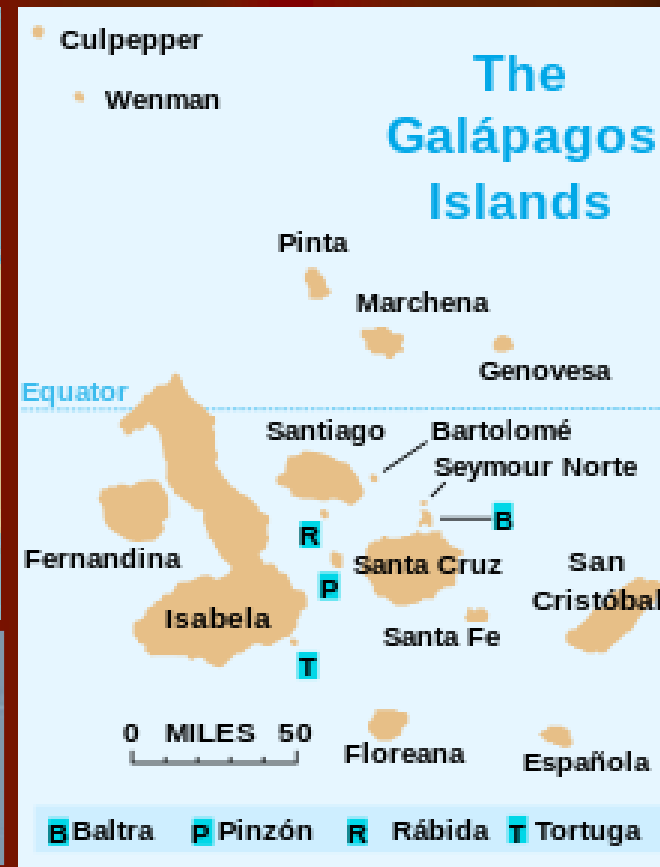 Culpepper
Wenman
The
Galápagos
Islands
Pinta
Marchena
Genovesa
Equator
Santiago
Bartolomé
Seymour Norte
R
B
Fernandina
P
Santa Cruz
San
Cristóbal
Isabela
Santa Fe
T
0 MILES 50
Floreana
Española
B Baltra P Pinzón R Rábida T Tortuga